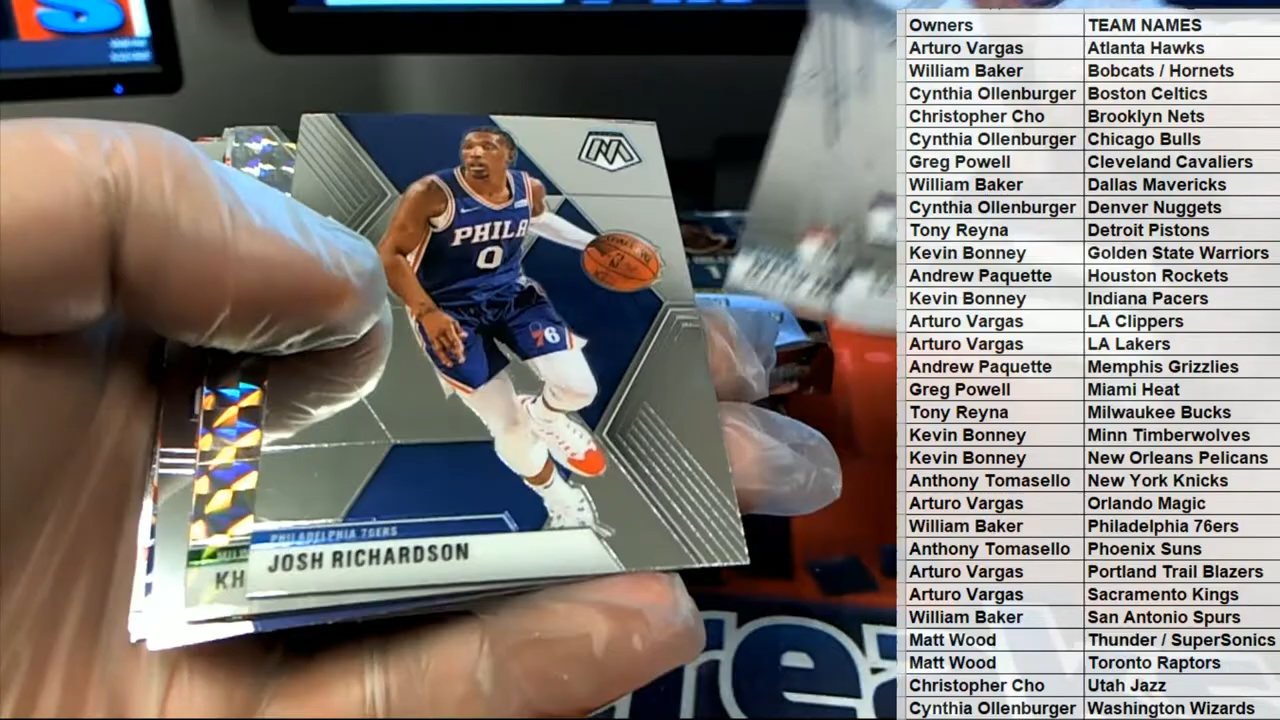 PHILA
0
76
PHILADELPHIA 76ERS
JOSH RICHARDSON
KH
rea
Owners TEAM NAMES
Arturo Vargas Atlanta Hawks
William Baker Bobcats / Hornets
Cynthia Ollenburger Boston Celtics
Christopher Cho Brooklyn Nets
Cynthia Ollenburger Chicago Bulls
Greg Powell Cleveland Cavaliers
William Baker Dallas Mavericks
Cynthia Ollenburger Denver Nuggets
Tony Reyna Detroit Pistons
Kevin Bonney Golden State Warriors
Andrew Paquette Houston Rockets
Kevin Bonney Indiana Pacers
Arturo Vargas LA Clippers
Arturo Vargas LA Lakers
Andrew Paquette Memphis Grizzlies
Greg Powell Miami Heat
Tony Reyna Milwaukee Bucks
Kevin Bonney Minn Timberwolves
Kevin Bonney New Orleans Pelicans
Anthony Tomasello New York Knicks
Arturo Vargas Orlando Magic
William Baker Philadelphia 76ers
Anthony Tomasello Phoenix Suns
Arturo Vargas Portland Trail Blazers
Arturo Vargas Sacramento Kings
William Baker San Antonio Spurs
Matt Wood Thunder / SuperSonics
Matt Wood Toronto Raptors
Christopher Cho Utah Jazz
Cynthia Ollenburger Washington Wizards